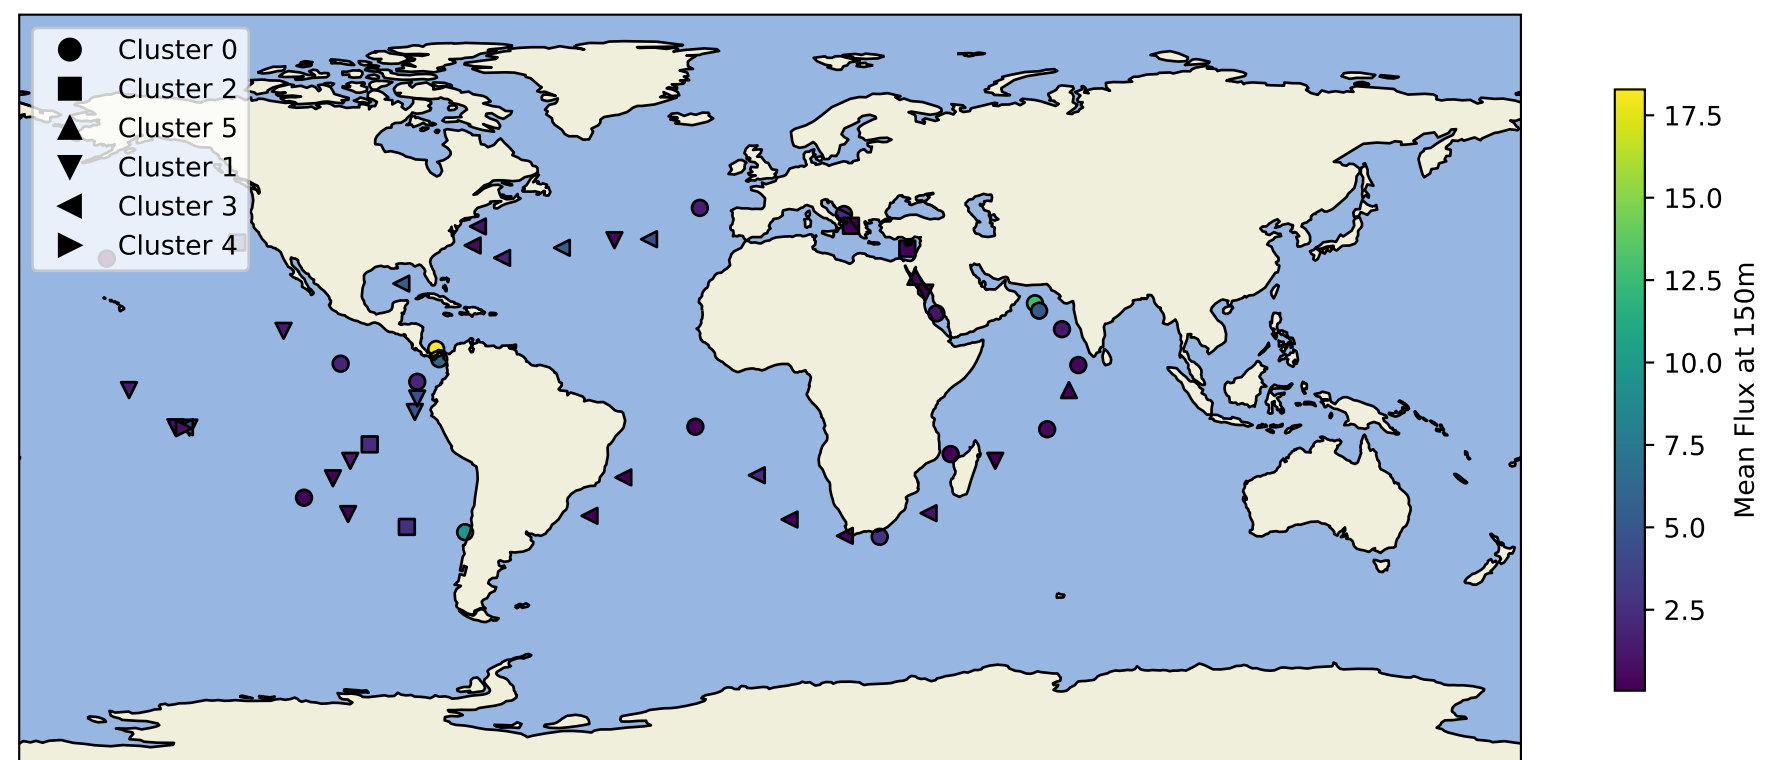 Cluster 0
Cluster 2
Cluster 5
Cluster 1
Cluster 3
Cluster 4
17.5
15.0
12.5
10.0
7.5
5.0
2.5
Mean Flux at 150m